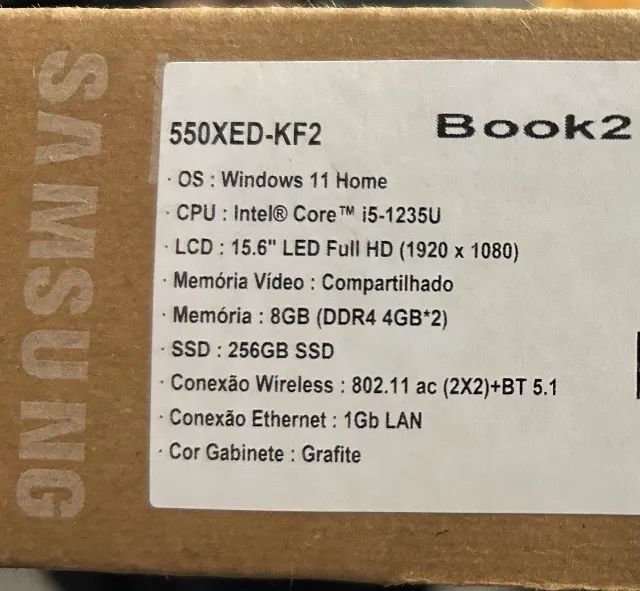 SAMSUNG
550XED-KF2
Book2
· OS : Windows 11 Home
· CPU : Intel® Core™ i5-1235U
· LCD : 15.6" LED Full HD (1920 x 1080)
· Memória Vídeo : Compartilhado
· Memória : 8GB (DDR4 4GB*2)
· SSD : 256GB SSD
· Conexão Wireless : 802.11 ac (2X2)+BT 5.1
· Conexão Ethernet : 1Gb LAN
· Cor Gabinete : Grafite